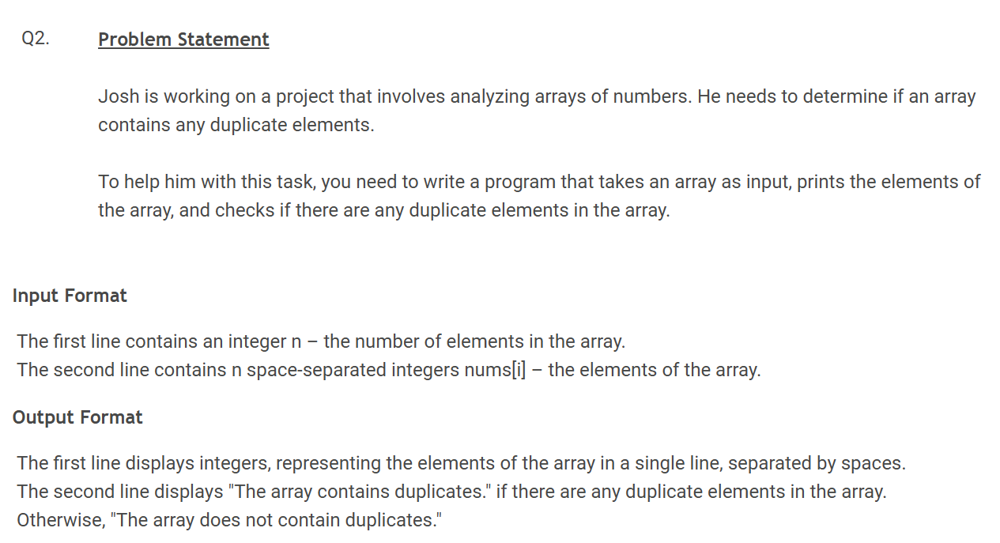 Q2. Problem Statement
Josh is working on a project that involves analyzing arrays of numbers. He needs to determine if an array
contains any duplicate elements.
To help him with this task, you need to write a program that takes an array as input, prints the elements of
the array, and checks if there are any duplicate elements in the array.
Input Format
The first line contains an integer n – the number of elements in the array.
The second line contains n space-separated integers nums[i] – the elements of the array.
Output Format
The first line displays integers, representing the elements of the array in a single line, separated by spaces.
The second line displays "The array contains duplicates." if there are any duplicate elements in the array.
Otherwise, "The array does not contain duplicates."